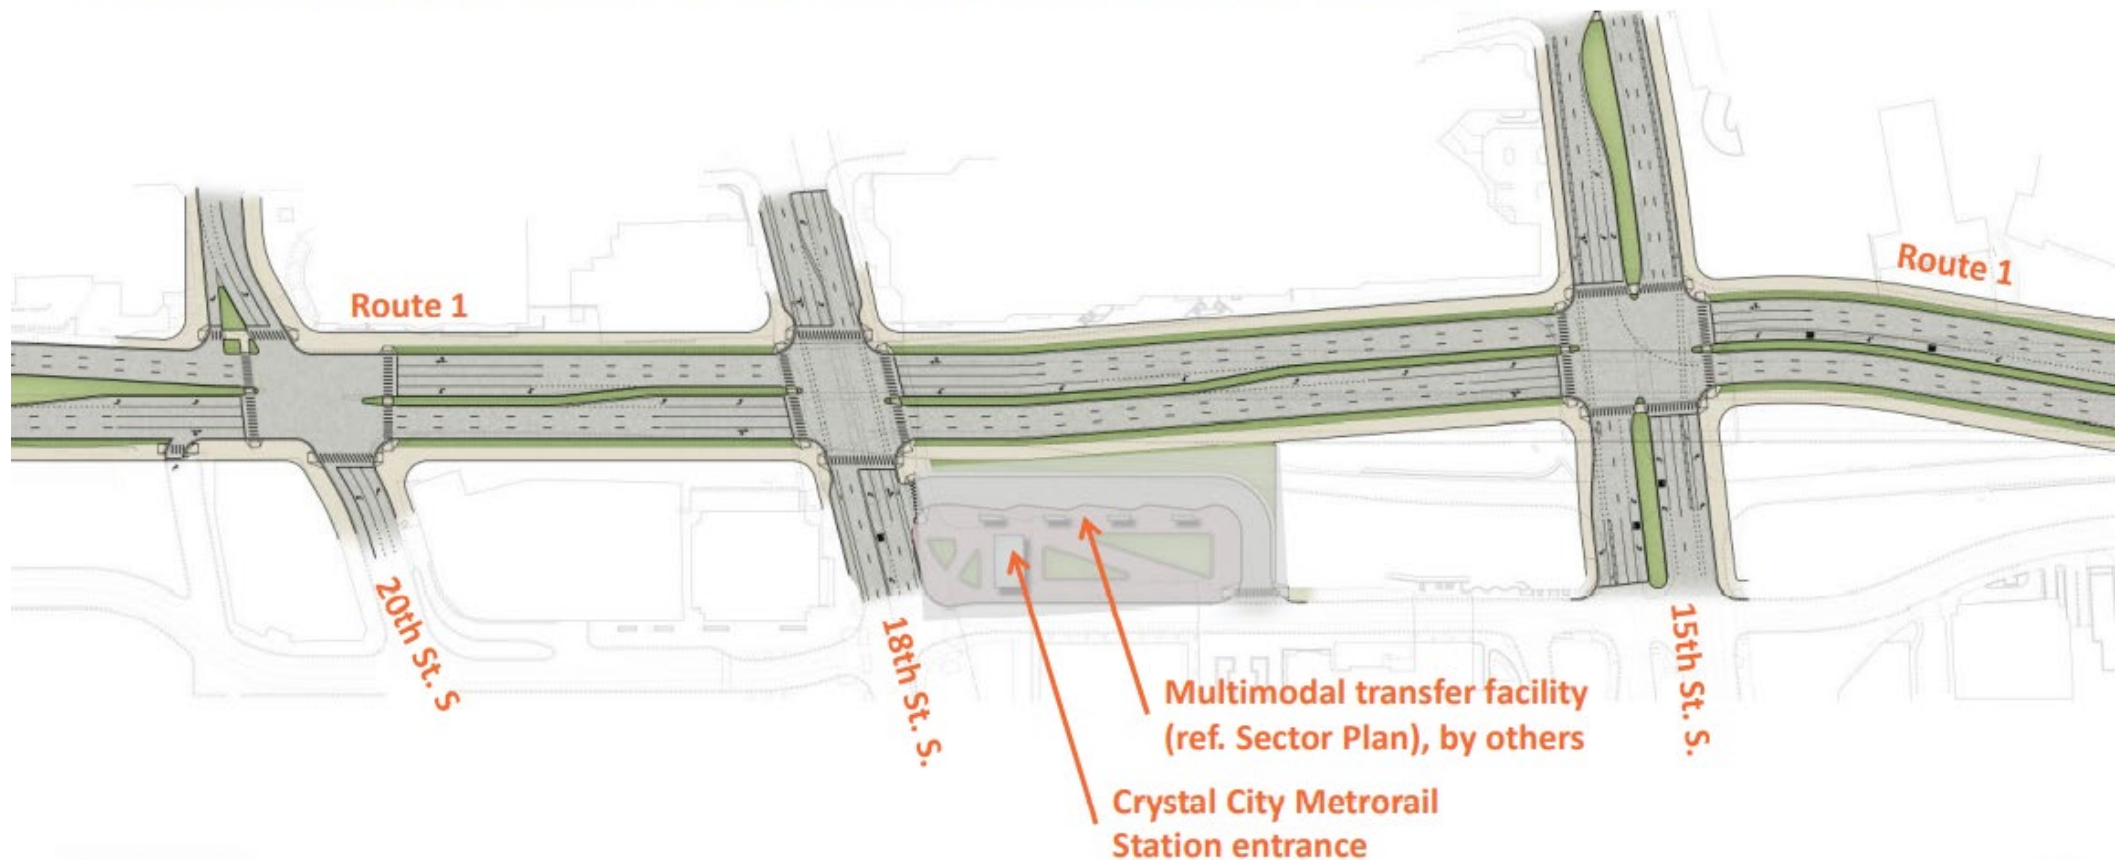 Route 1
Route 1
20th St. S
18th St. S.
15th St. S.
Multimodal transfer facility
(ref. Sector Plan), by others
Crystal City Metrorail
Station entrance